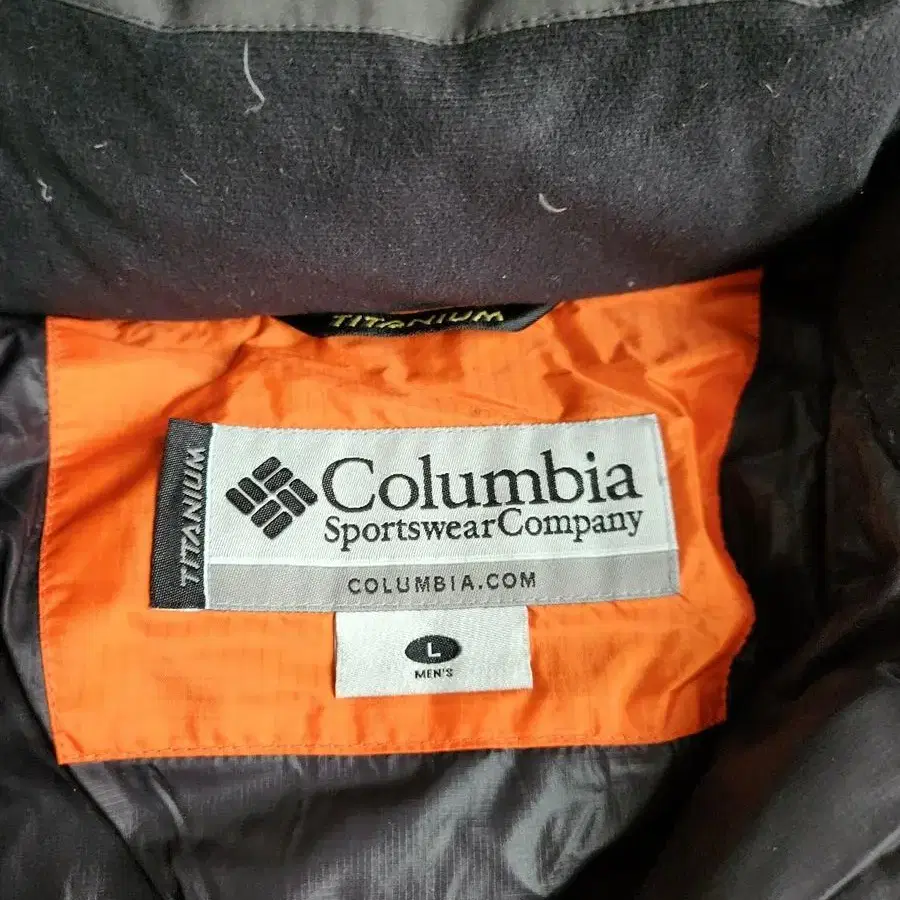 TITANIUM
TITANIUM
Columbia
SportswearCompany
COLUMBIA.COM
L
MEN'S